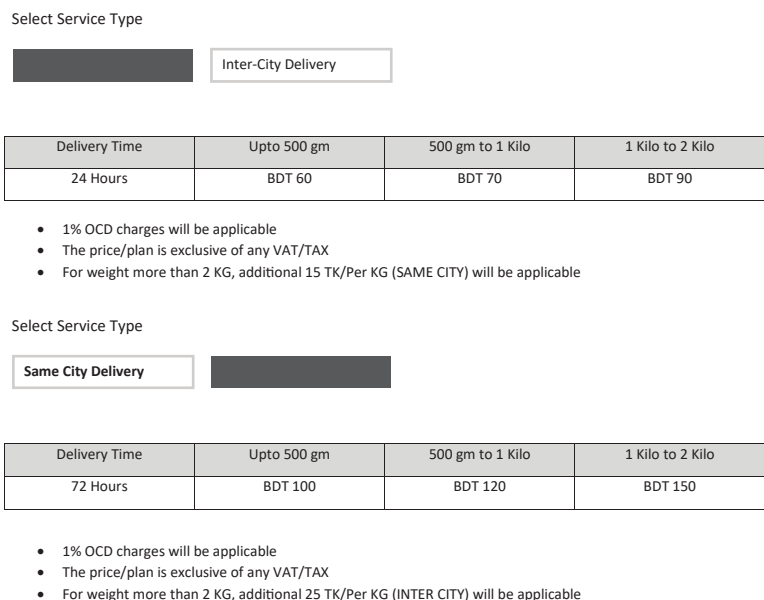 Select Service Type
Inter-City Delivery
Delivery Time Upto 500 gm 500 gm to 1 Kilo 1 Kilo to 2 Kilo
24 Hours BDT 60 BDT 70 BDT 90
• 1% OCD charges will be applicable
• The price/plan is exclusive of any VAT/TAX
• For weight more than 2 KG, additional 15 TK/Per KG (SAME CITY) will be applicable
Select Service Type
Same City Delivery
Delivery Time Upto 500 gm 500 gm to 1 Kilo 1 Kilo to 2 Kilo
72 Hours BDT 100 BDT 120 BDT 150
• 1% OCD charges will be applicable
• The price/plan is exclusive of any VAT/TAX
• For weight more than 2 KG, additional 25 TK/Per KG (INTER CITY) will be applicable